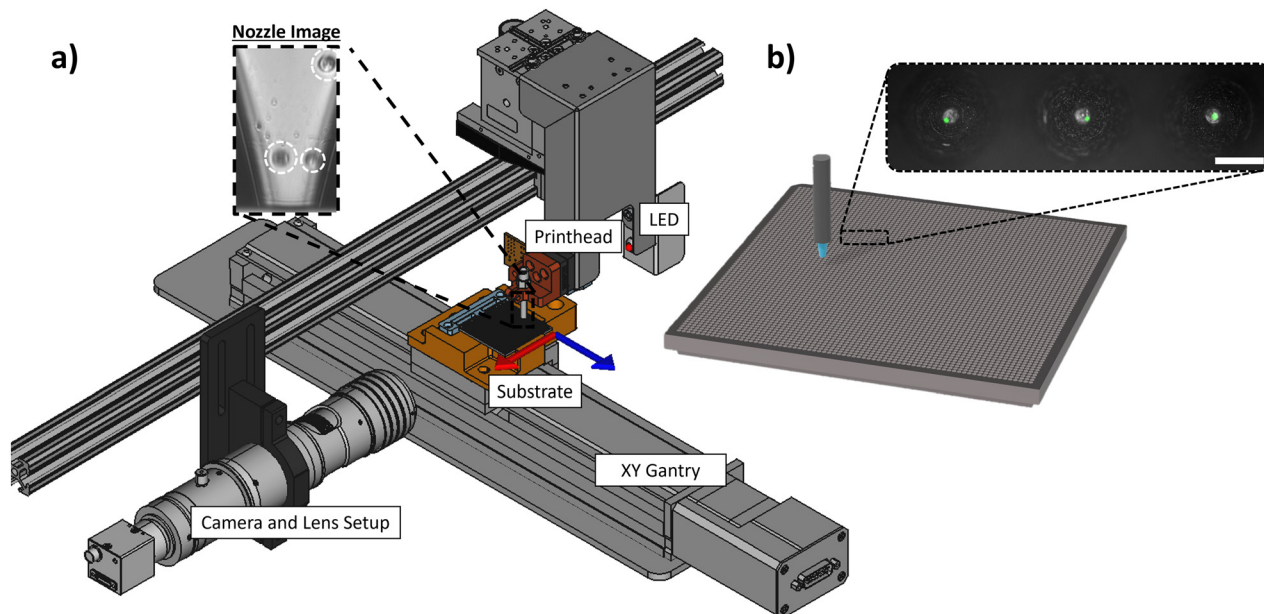 a)
Nozzle Image
b)
LED
Printhead
Substrate
XY Gantry
Camera and Lens Setup